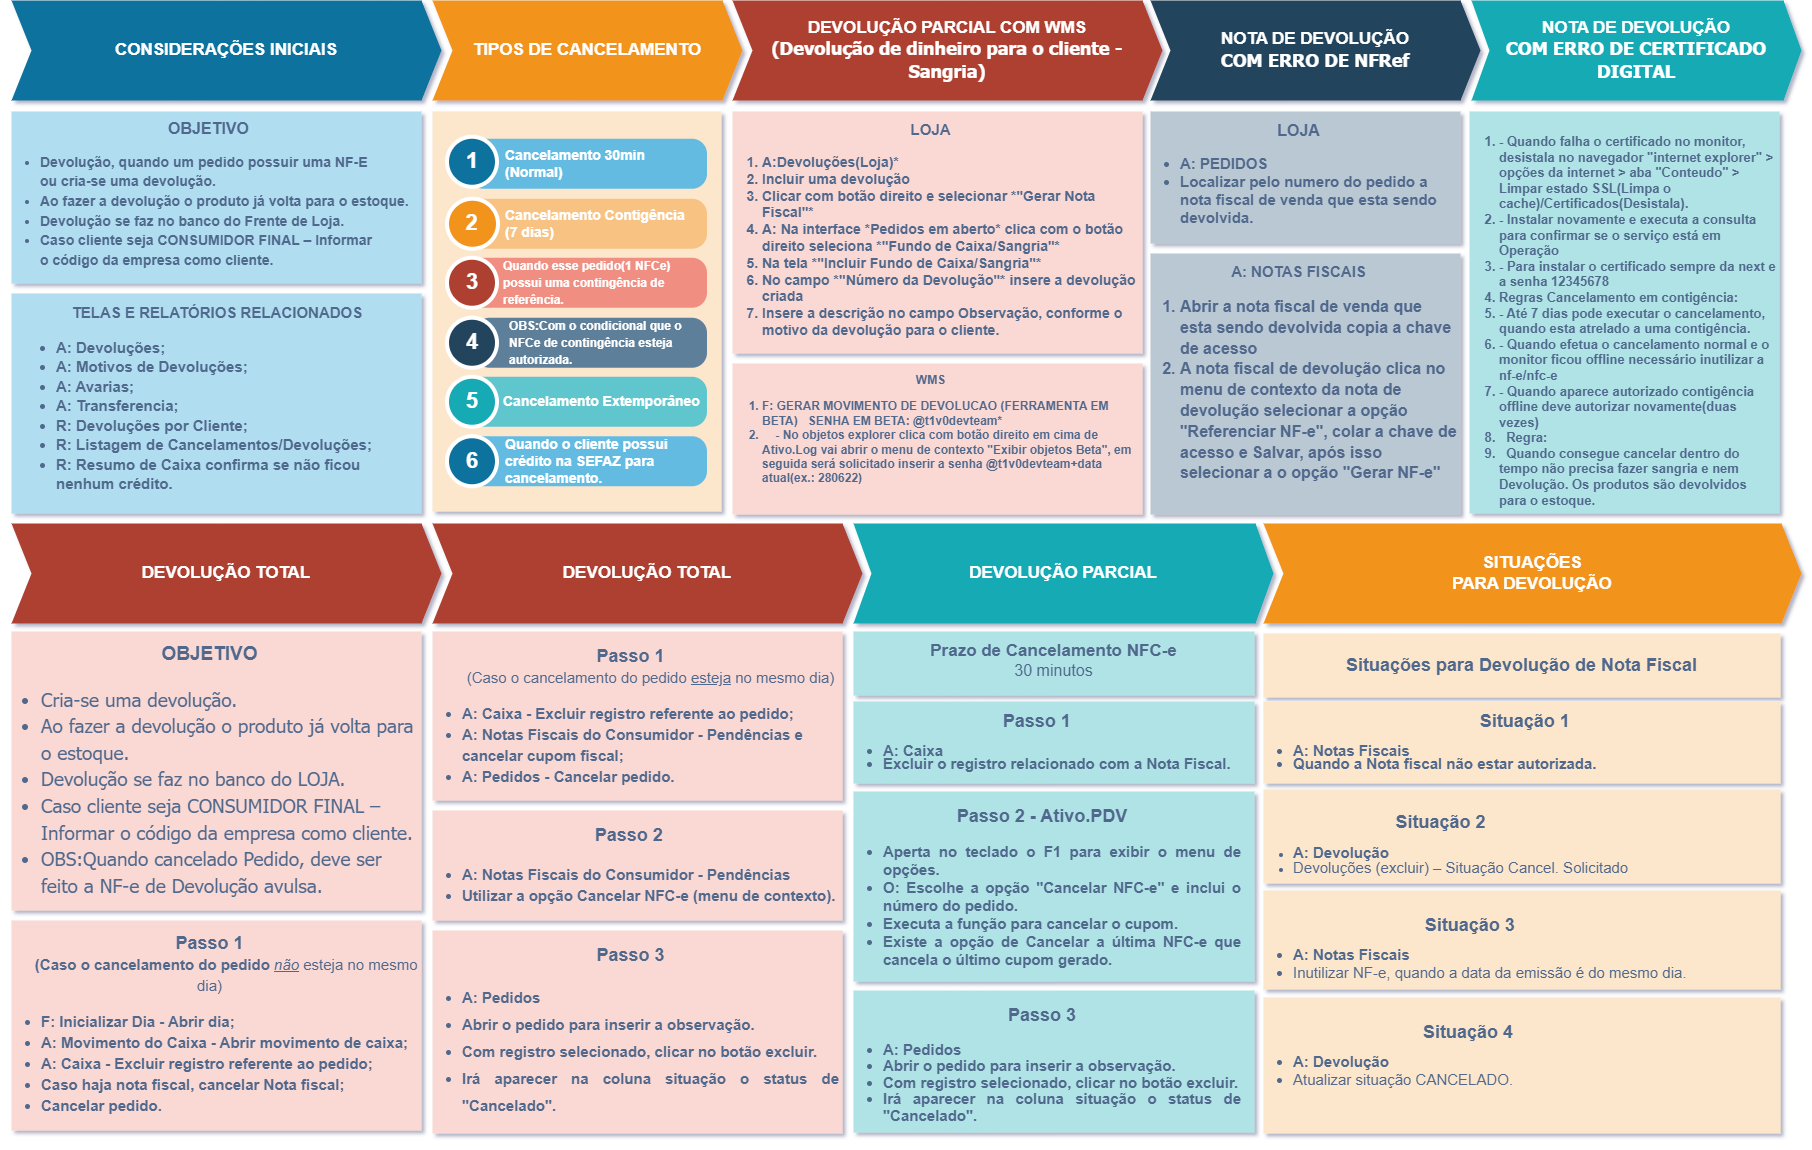 CONSIDERAÇÕES INICIAIS
OBJETIVO
• Devolução, quando um pedido possuir uma NF-E
ou cria-se uma devolução.
• Ao fazer a devolução o produto já volta para o estoque.
• Devolução se faz no banco do Frente de Loja.
• Caso cliente seja CONSUMIDOR FINAL – Informar
o código da empresa como cliente.
TELAS E RELATÓRIOS RELACIONADOS
• A: Devoluções;
• A: Motivos de Devoluções;
• A: Avarias;
• A: Transferencia;
• R: Devoluções por Cliente;
• R: Listagem de Cancelamentos/Devoluções;
• R: Resumo de Caixa confirma se não ficou
nenhum crédito.
TIPOS DE CANCELAMENTO
1
Cancelamento 30min
(Normal)
2
Cancelamento Contigência
(7 dias)
3
Quando esse pedido(1 NFCe)
possui uma contingência de
referência.
4
OBS:Com o condicional que o
NFCe de contingência esteja
autorizada.
5
Cancelamento Extemporâneo
6
Quando o cliente possui
crédito na SEFAZ para
cancelamento.
DEVOLUÇÃO PARCIAL COM WMS
(Devolução de dinheiro para o cliente -
Sangria)
LOJA
1. A:Devoluções(Loja)*
2. Incluir uma devolução
3. Clicar com botão direito e selecionar *"Gerar Nota
Fiscal"*
4. A: Na interface *Pedidos em aberto* clica com o botão
direito seleciona *"Fundo de Caixa/Sangria"*
5. Na tela *"Incluir Fundo de Caixa/Sangria"*
6. No campo *"Número da Devolução"* insere a devolução
criada
7. Insere a descrição no campo Observação, conforme o
motivo da devolução para o cliente.
WMS
1. F: GERAR MOVIMENTO DE DEVOLUCAO (FERRAMENTA EM
BETA) SENHA EM BETA: @t1v0devteam*
2. - No objetos explorer clica com botão direito em cima de
Ativo.Log vai abrir o menu de contexto "Exibir objetos Beta", em
seguida será solicitado inserir a senha @t1v0devteam+data
atual(ex.: 280622)
NOTA DE DEVOLUÇÃO
COM ERRO DE NFRef
LOJA
• A: PEDIDOS
• Localizar pelo numero do pedido a
nota fiscal de venda que esta sendo
devolvida.
A: NOTAS FISCAIS
1. Abrir a nota fiscal de venda que
esta sendo devolvida copia a chave
de acesso
2. A nota fiscal de devolução clica no
menu de contexto da nota de
devolução selecionar a opção
"Referenciar NF-e", colar a chave de
acesso e Salvar, após isso
selecionar a o opção "Gerar NF-e"
NOTA DE DEVOLUÇÃO
COM ERRO DE CERTIFICADO
DIGITAL
1. - Quando falha o certificado no monitor,
desistala no navegador "internet explorer" >
opções da internet > aba "Conteudo" >
Limpar estado SSL(Limpa o
cache)/Certificados(Desistala).
2. - Instalar novamente e executa a consulta
para confirmar se o serviço está em
Operação
3. - Para instalar o certificado sempre da next e
a senha 12345678
4. Regras Cancelamento em contigência:
5. - Até 7 dias pode executar o cancelamento,
quando esta atrelado a uma contigência.
6. - Quando efetua o cancelamento normal e o
monitor ficou offline necessário inutilizar a
nf-e/nfc-e
7. - Quando aparece autorizado contigência
offline deve autorizar novamente(duas
vezes)
8. Regra:
9. Quando consegue cancelar dentro do
tempo não precisa fazer sangria e nem
Devolução. Os produtos são devolvidos
para o estoque.
DEVOLUÇÃO TOTAL
OBJETIVO
• Cria-se uma devolução.
• Ao fazer a devolução o produto já volta para
o estoque.
• Devolução se faz no banco do LOJA.
• Caso cliente seja CONSUMIDOR FINAL –
Informar o código da empresa como cliente.
• OBS:Quando cancelado Pedido, deve ser
feito a NF-e de Devolução avulsa.
Passo 1
(Caso o cancelamento do pedido não esteja no mesmo
dia)
• F: Inicializar Dia - Abrir dia;
• A: Movimento do Caixa - Abrir movimento de caixa;
• A: Caixa - Excluir registro referente ao pedido;
• Caso haja nota fiscal, cancelar Nota fiscal;
• Cancelar pedido.
DEVOLUÇÃO TOTAL
Passo 1
(Caso o cancelamento do pedido esteja no mesmo dia)
• A: Caixa - Excluir registro referente ao pedido;
• A: Notas Fiscais do Consumidor - Pendências e
cancelar cupom fiscal;
• A: Pedidos - Cancelar pedido.
Passo 2
• A: Notas Fiscais do Consumidor - Pendências
• Utilizar a opção Cancelar NFC-e (menu de contexto).
Passo 3
• A: Pedidos
• Abrir o pedido para inserir a observação.
• Com registro selecionado, clicar no botão excluir.
• Irá aparecer na coluna situação o status de
"Cancelado".
DEVOLUÇÃO PARCIAL
Prazo de Cancelamento NFC-e
30 minutos
Passo 1
• A: Caixa
• Excluir o registro relacionado com a Nota Fiscal.
Passo 2 - Ativo.PDV
• Aperta no teclado o F1 para exibir o menu de
opções.
• O: Escolhe a opção "Cancelar NFC-e" e inclui o
número do pedido.
• Executa a função para cancelar o cupom.
• Existe a opção de Cancelar a última NFC-e que
cancela o último cupom gerado.
Passo 3
• A: Pedidos
• Abrir o pedido para inserir a observação.
• Com registro selecionado, clicar no botão excluir.
• Irá aparecer na coluna situação o status de
"Cancelado".
SITUAÇÕES
PARA DEVOLUÇÃO
Situações para Devolução de Nota Fiscal
Situação 1
• A: Notas Fiscais
• Quando a Nota fiscal não estar autorizada.
Situação 2
• A: Devolução
• Devoluções (excluir) – Situação Cancel. Solicitado
Situação 3
• A: Notas Fiscais
• Inutilizar NF-e, quando a data da emissão é do mesmo dia.
Situação 4
• A: Devolução
• Atualizar situação CANCELADO.